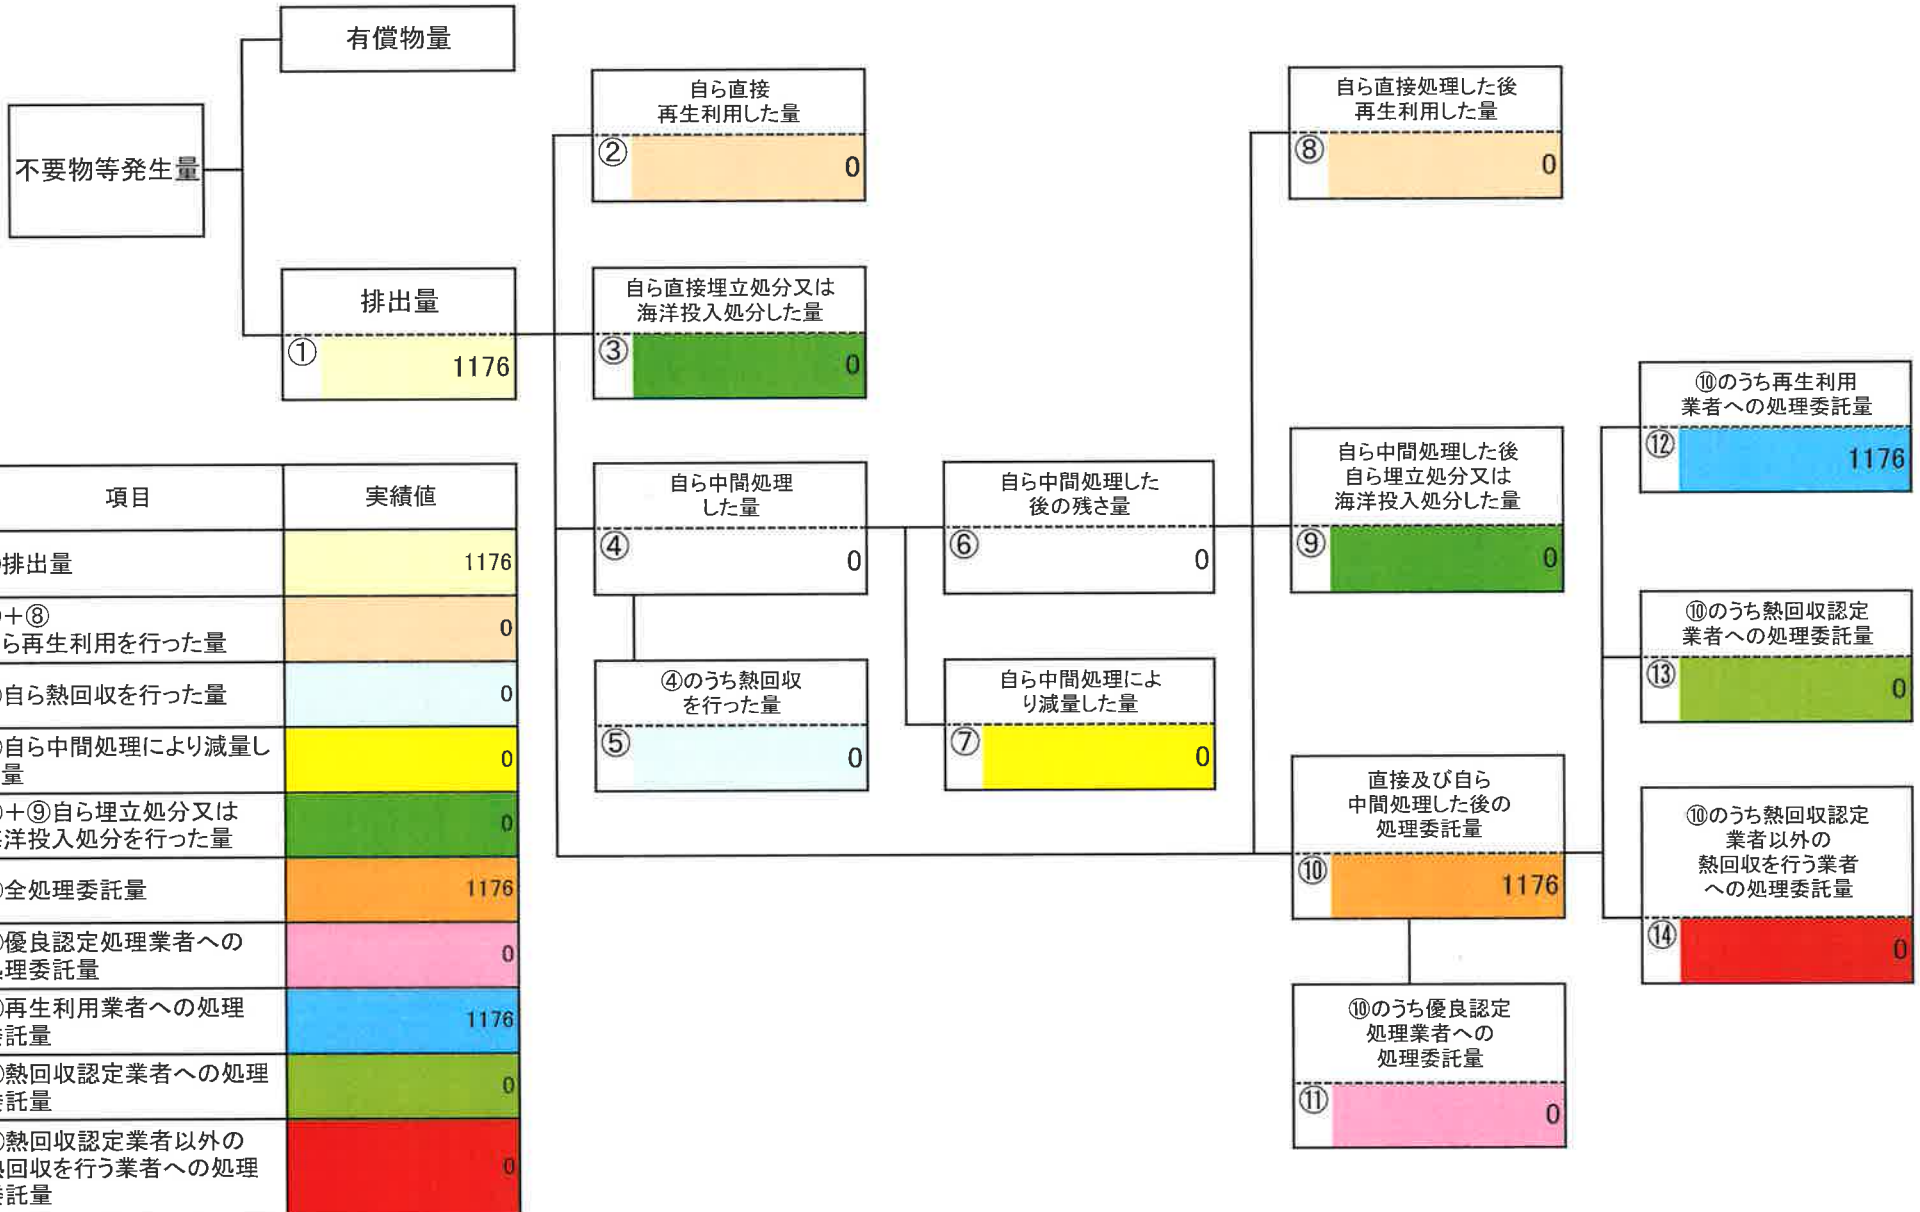 有償物量
不要物等発生量
排出量
①
1176
自ら直接
再生利用した量
②
0
自ら直接埋立処分又は
海洋投入処分した量
③
0
自ら中間処理
した量
④
0
④のうち熱回収
を行った量
⑤
0
自ら中間処理した
後の残さ量
⑥
0
自ら中間処理によ
り減量した量
⑦
0
自ら直接処理した後
再生利用した量
⑧
0
自ら中間処理した後
自ら埋立処分又は
海洋投入処分した量
⑨
0
直接及び自ら
中間処理した後の
処理委託量
⑩
1176
⑩のうち優良認定
処理業者への
処理委託量
⑪
0
⑩のうち再生利用
業者への処理委託量
⑫
1176
⑩のうち熱回収認定
業者への処理委託量
⑬
0
⑩のうち熱回収認定
業者以外の
熱回収を行う業者
への処理委託量
⑭
0
項目
実績値
排出量
1176
+⑧
ら再生利用を行った量
0
自ら熱回収を行った量
0
自ら中間処理により減量し
量
0
+⑨自ら埋立処分又は
洋投入処分を行った量
0
全処理委託量
1176
優良認定処理業者への
理委託量
0
再生利用業者への処理
託量
1176
熱回収認定業者への処理
託量
0
熱回収認定業者以外の
回収を行う業者への処理
託量
0